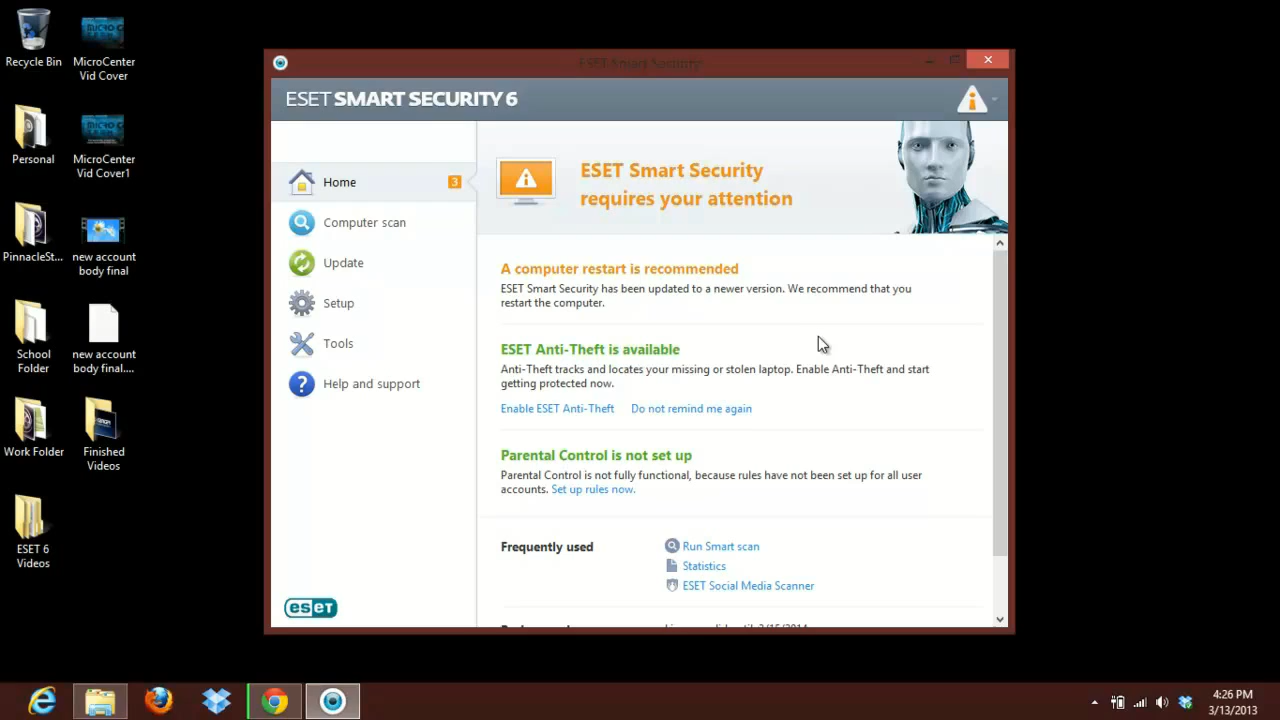 Recycle Bin
MicroCenter
Vid Cover
Personal
MicroCenter
Vid Cover1
PinnacleSt...
new account
body final
School
Folder
new account
body final....
Work Folder
Finished
Videos
ESET 6
Videos
ESET Smart Security
ESET SMART SECURITY 6
Home
3
Computer scan
Update
Setup
Tools
Help and support
eseT
ESET Smart Security
requires your attention
A computer restart is recommended
ESET Smart Security has been updated to a newer version. We recommend that you
restart the computer.
ESET Anti-Theft is available
Anti-Theft tracks and locates your missing or stolen laptop. Enable Anti-Theft and start
getting protected now.
Enable ESET Anti-Theft Do not remind me again
Parental Control is not set up
Parental Control is not fully functional, because rules have not been set up for all user
accounts. Set up rules now.
Frequently used
Run Smart scan
Statistics
ESET Social Media Scanner
4:26 PM
3/13/2013